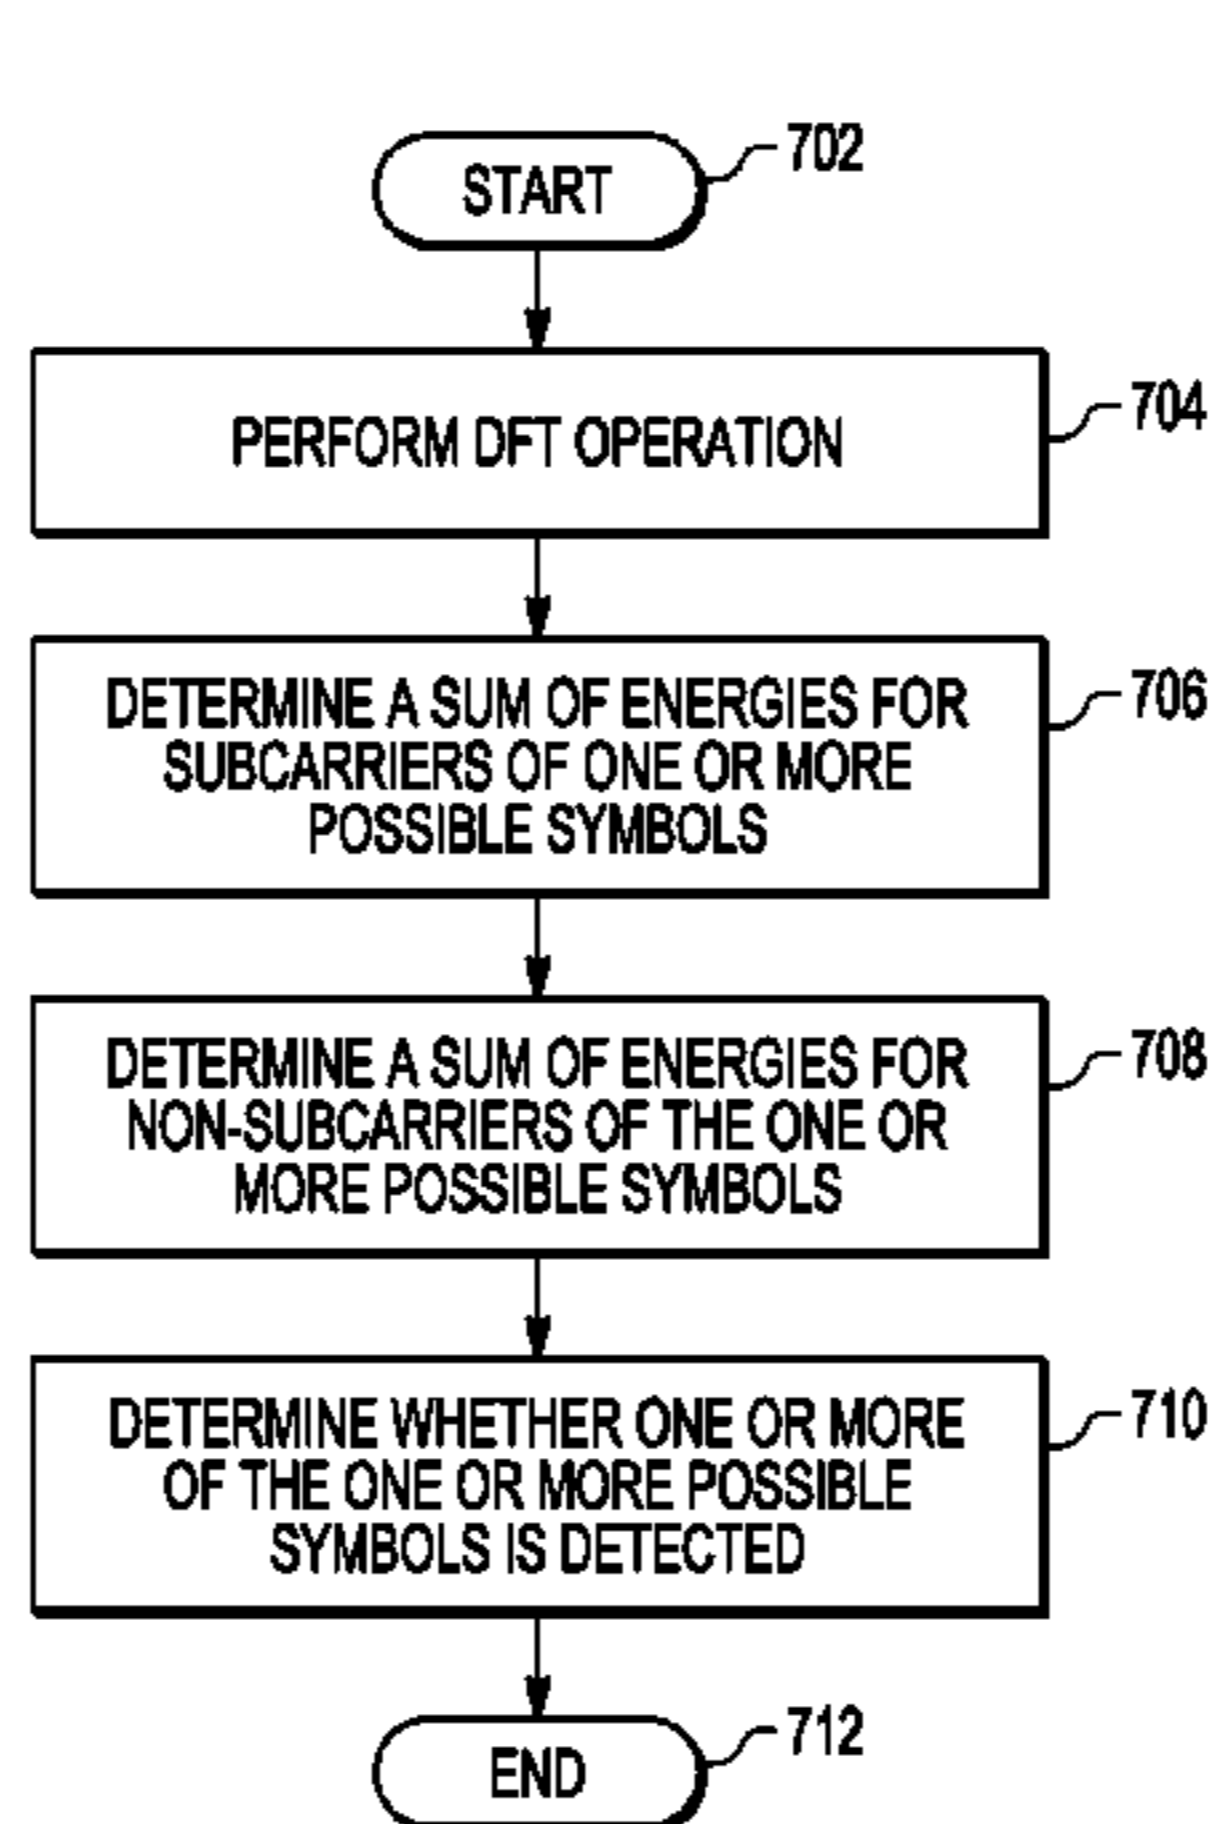 START
702
PERFORM DFT OPERATION
704
DETERMINE A SUM OF ENERGIES FOR
SUBCARRIERS OF ONE OR MORE
POSSIBLE SYMBOLS
706
DETERMINE A SUM OF ENERGIES FOR
NON-SUBCARRIERS OF THE ONE OR
MORE POSSIBLE SYMBOLS
708
DETERMINE WHETHER ONE OR MORE
OF THE ONE OR MORE POSSIBLE
SYMBOLS IS DETECTED
710
END
712